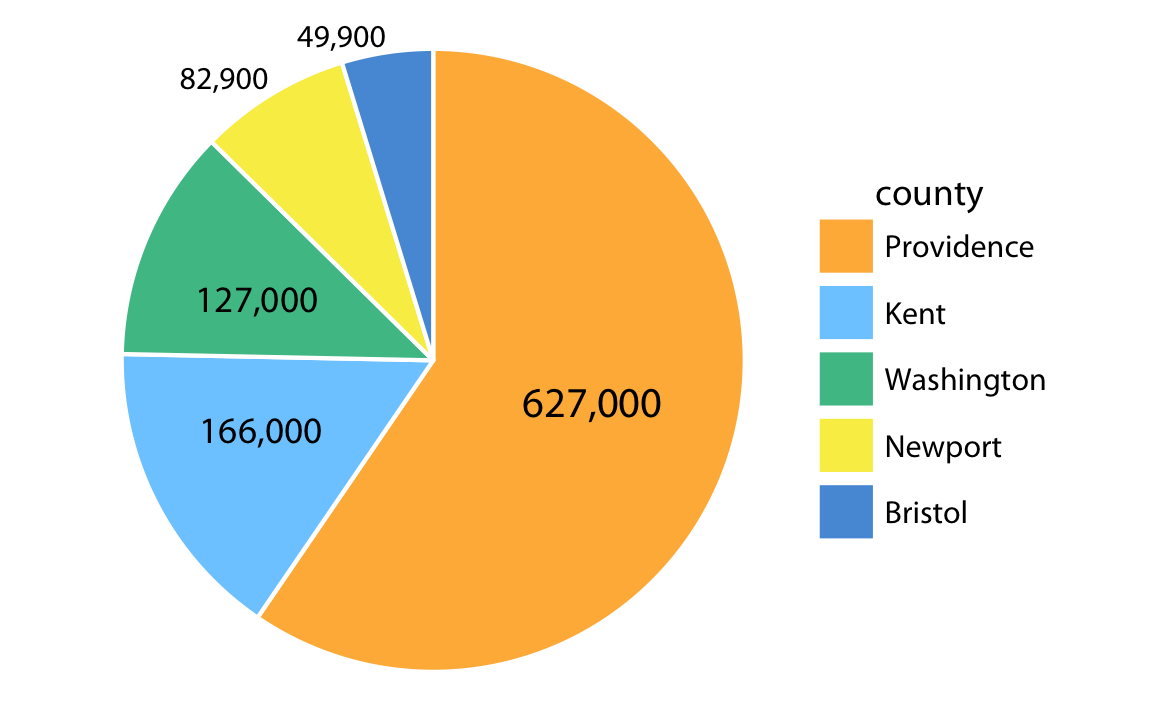 49,900
82,900
127,000
166,000
627,000
county
Providence
Kent
Washington
Newport
Bristol